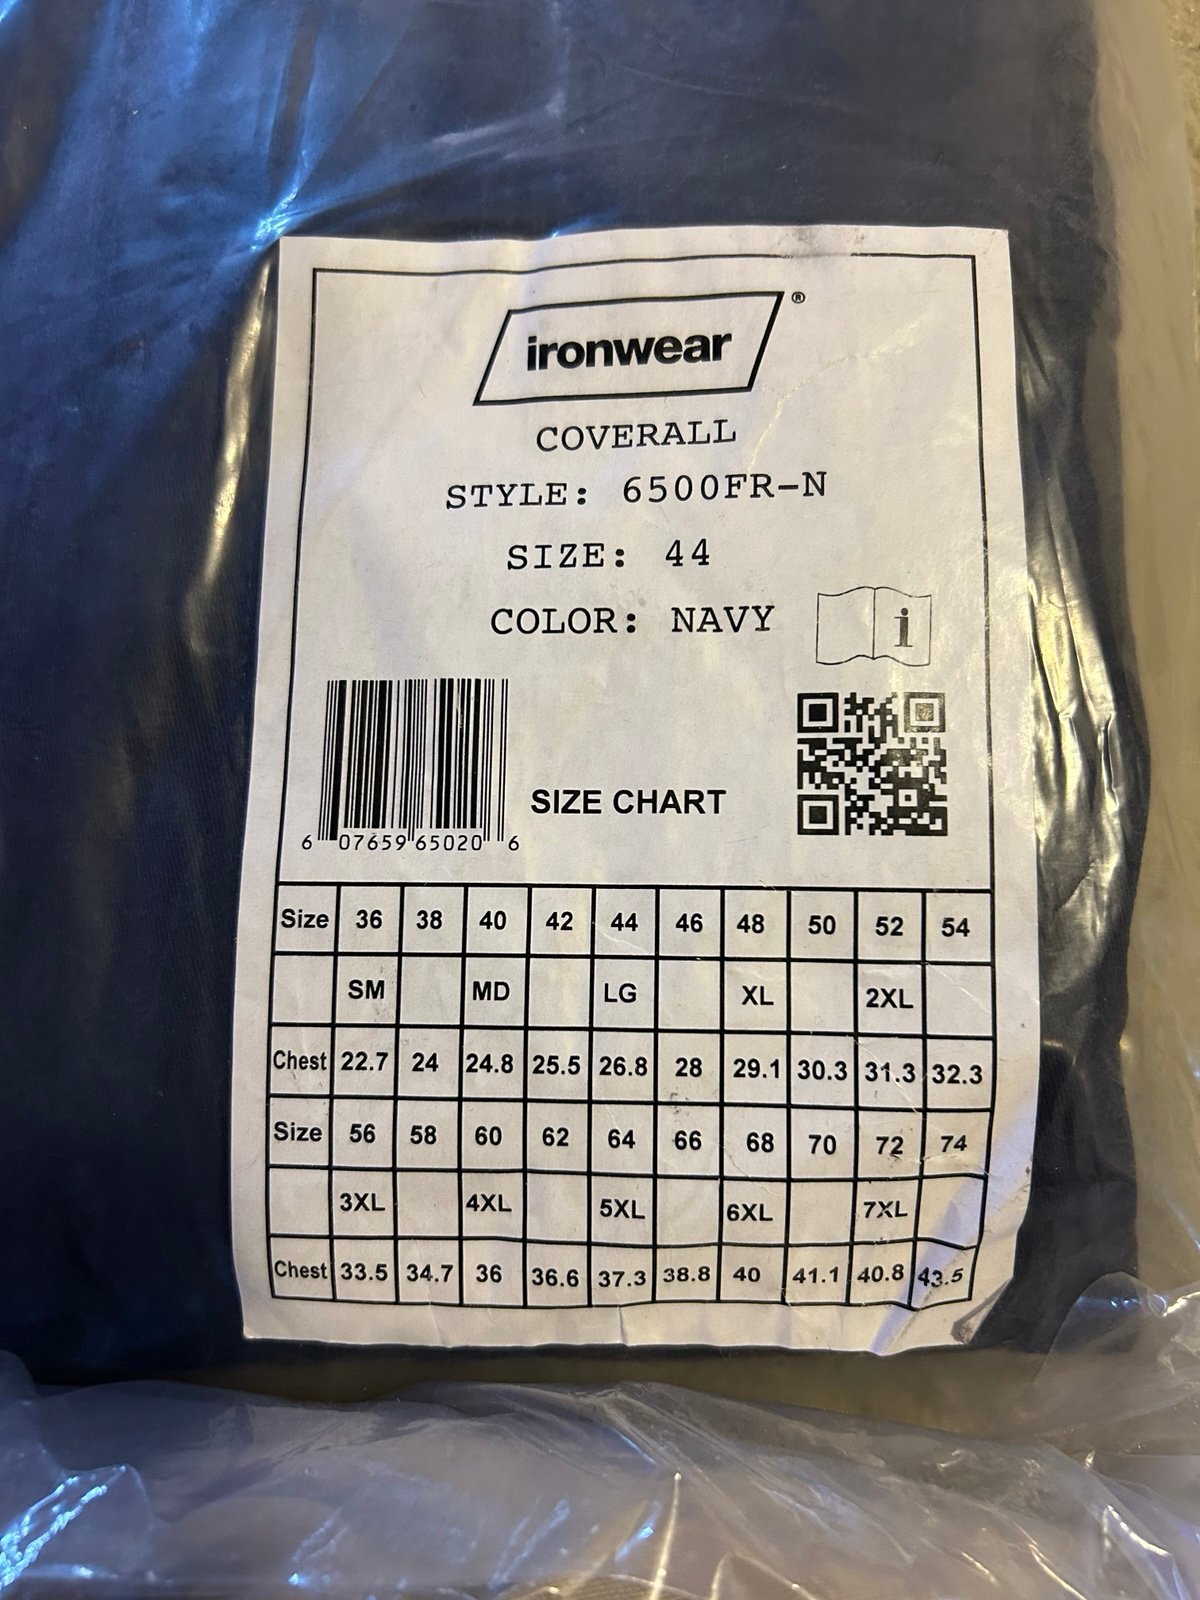 ironwear®
COVERALL
STYLE: 6500FR-N
SIZE: 44
COLOR: NAVY
i
6 07659 65020 6
SIZE CHART
Size 36 38 40 42 44 46 48 50 52 54
SM MD LG XL 2XL
Chest 22.7 24 24.8 25.5 26.8 28 29.1 30.3 31.3 32.3
Size 56 58 60 62 64 66 68 70 72 74
3XL 4XL 5XL 6XL 7XL
Chest 33.5 34.7 36 36.6 37.3 38.8 40 41.1 40.8 43.5